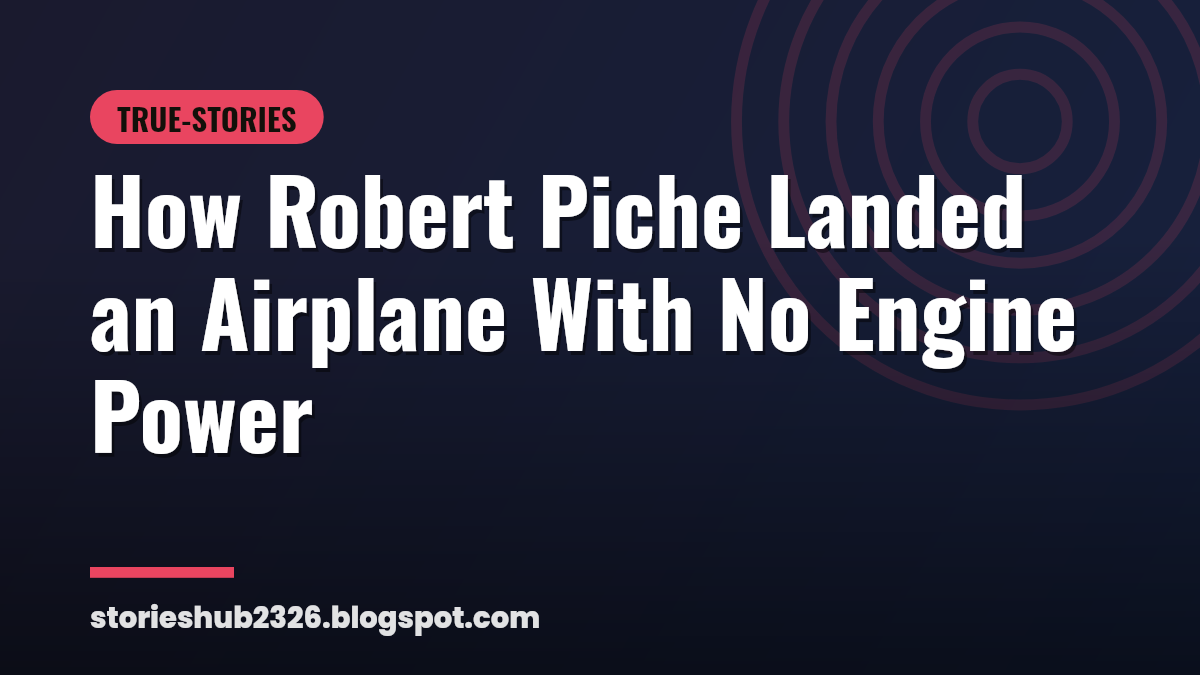 TRUE-STORIES
How Robert Piche Landed
an Airplane With No Engine
Power
storieshub2326.blogspot.com